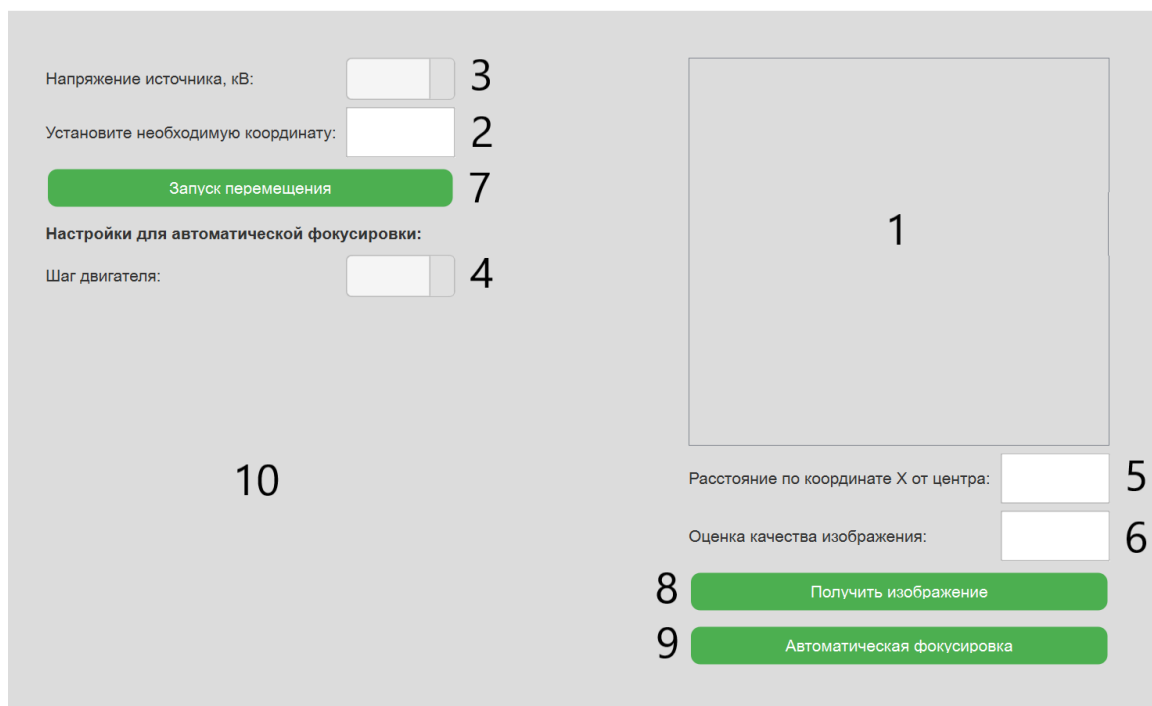 Напряжение источника, кВ: 3
Установите необходимую координату: 2
Запуск перемещения 7
Настройки для автоматической фокусировки:
Шаг двигателя: 4
10
1
Расстояние по координате X от центра: 5
Оценка качества изображения: 6
8 Получить изображение
9 Автоматическая фокусировка